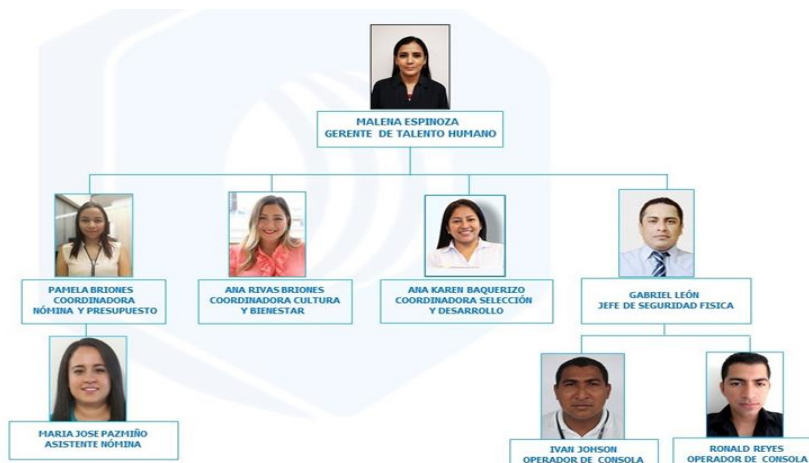 MALENA ESPINOZA
GERENTE DE TALENTO HUMANO
PAMELA BRIONES
COORDINADORA
NÓMINA Y PRESUPUESTO
ANA RIVAS BRIONES
COORDINADORA CULTURA
Y BIENESTAR
ANA KAREN BAQUERIZO
COORDINADORA SELECCIÓN
Y DESARROLLO
GABRIEL LEÓN
JEFE DE SEGURIDAD FISICA
MARIA JOSE PAZMIÑO
ASISTENTE NÓMINA
IVAN JOHSON
OPERADOR DE CONSOLA
RONALD REYES
OPERADOR DE CONSOLA